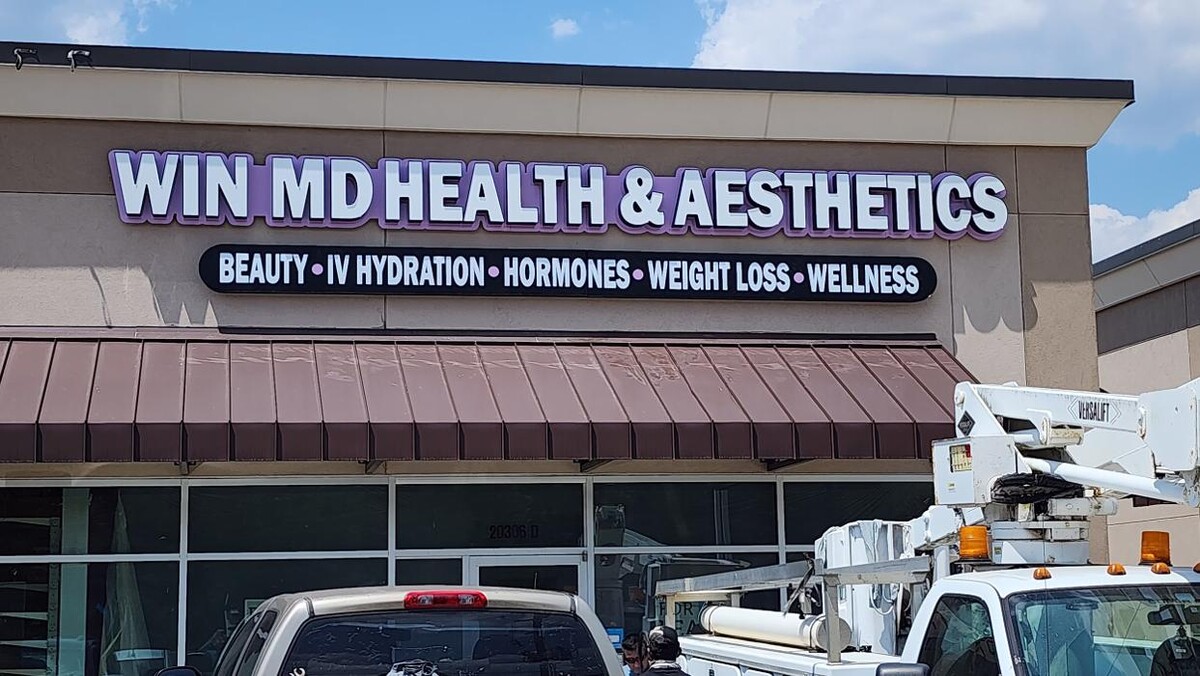 WIN MD HEALTH & AESTHETICS
BEAUTY • IV HYDRATION • HORMONES • WEIGHT LOSS • WELLNESS
VERSALIFT
20306 D